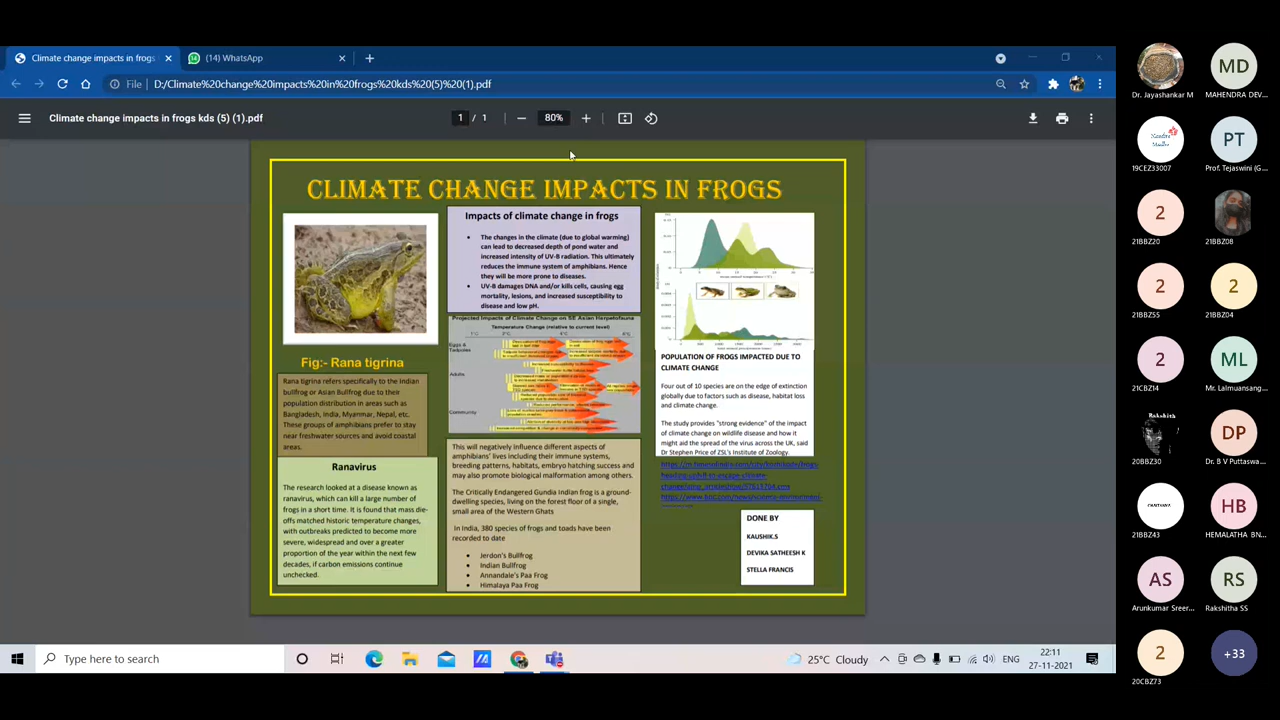 Climate change impacts in frogs
(14) WhatsApp
File
D:/Climate%20change%20impacts%20in%20frogs%20kds%20(5)%20(1).pdf
Climate change impacts in frogs kds (5) (1).pdf
1 / 1
80%
CLIMATE CHANGE IMPACTS IN FROGS
Fig:- Rana tigrina
Rana tigrina refers specifically to the Indian
bullfrog or Asian Bullfrog due to their
population distribution in areas such as
Bangladesh, India, Myanmar, Nepal, etc.
These groups of amphibians prefer to stay
near freshwater sources and avoid coastal
areas.
Ranavirus
The research looked at a disease known as
ranavirus, which can kill a large number of
frogs in a short time. It is found that mass die-
offs matched historic temperature changes,
with outbreaks predicted to become more
severe, widespread and over a greater
proportion of the year within the next few
decades, if carbon emissions continue
unchecked.
Impacts of climate change in frogs
• The changes in the climate (due to global warming)
can lead to decreased depth of pond water and
increased intensity of UV-B radiation. This ultimately
reduces the immune system of amphibians. Hence
they will be more prone to diseases.
• UV-B damages DNA and/or kills cells, causing egg
mortality, lesions, and increased susceptibility to
disease and low pH.
Projected Impacts of Climate Change on SE Asian Herpetofauna
Temperature Change (relative to current level)
Eggs &
Tadpoles
Adults
Community
This will negatively influence different aspects of
amphibians' lives including their immune systems,
breeding patterns, habitats, embryo hatching success and
may also promote biological malformation among others.
The Critically Endangered Gundia Indian frog is a ground-
dwelling species, living on the forest floor of a single,
small area of the Western Ghats
In India, 380 species of frogs and toads have been
recorded to date
• Jerdon's Bullfrog
• Indian Bullfrog
• Annandale's Paa Frog
• Himalaya Paa Frog
POPULATION OF FROGS IMPACTED DUE TO
CLIMATE CHANGE
Four out of 10 species are on the edge of extinction
globally due to factors such as disease, habitat loss
and climate change.
The study provides "strong evidence" of the impact
of climate change on wildlife disease and how it
might aid the spread of the virus across the UK, said
Dr Stephen Price of ZSL's Institute of Zoology.
DONE BY
KAUSHIK.S
DEVIKA SATHEESH K
STELLA FRANCIS
Type here to search
25°C Cloudy
ENG
22:11
27-11-2021
Dr. Jayashankar M
MD
MAHENDRA DEV...
19CEZ33007
PT
Prof. Tejaswini (G...
2
21BBZ20
21BBZ08
2
21BBZ55
2
21BBZ04
2
21CBZ14
ML
Mr. Lalmuansang...
Rakshith
20BBZ30
DP
Dr. B V Puttaswa...
CHAITHANA
21BBZ43
HB
HEMALATHA BN...
AS
Arunkumar Sreer...
RS
Rakshitha SS
2
20CBZ73
+33